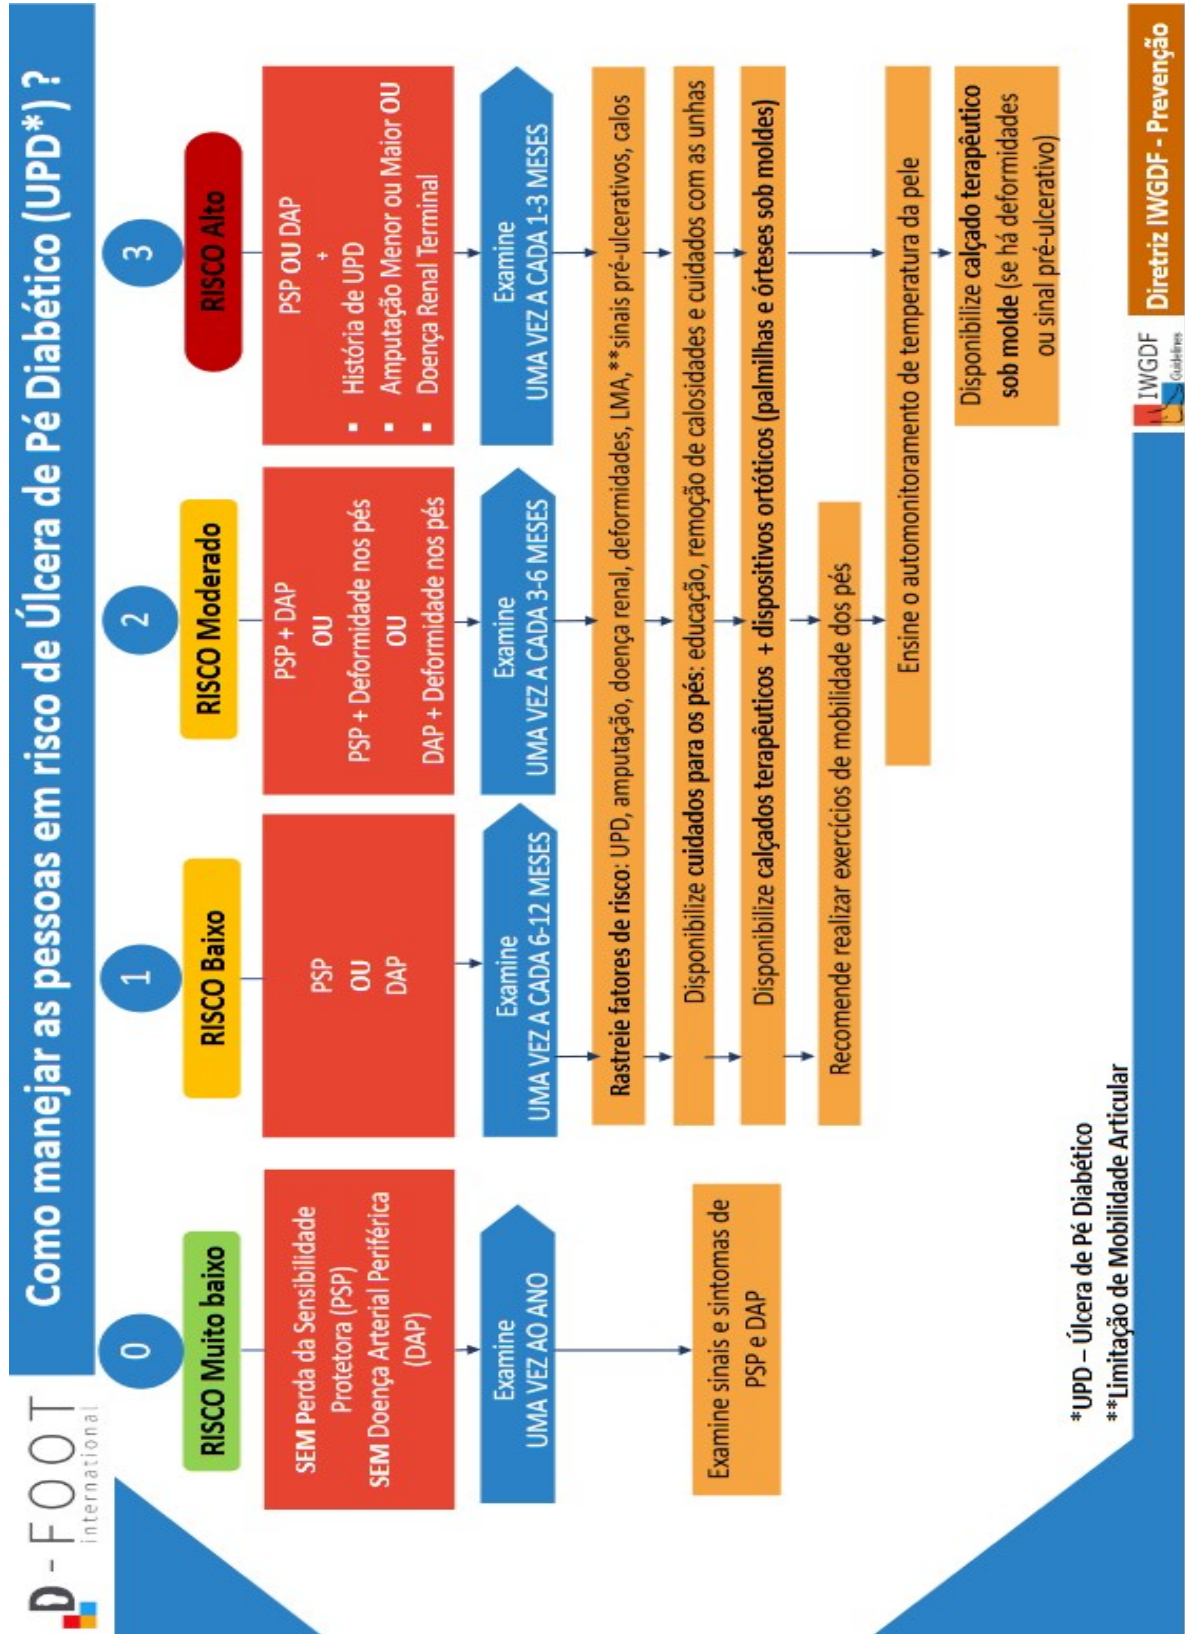 D-FOOT
international
Como manejar as pessoas em risco de Úlcera de Pé Diabético (UPD*) ?
0
RISCO Muito baixo
SEM Perda da Sensibilidade
Protetora (PSP)
SEM Doença Arterial Periférica
(DAP)
Examine
UMA VEZ AO ANO
Examine sinais e sintomas de
PSP e DAP
1
RISCO Baixo
PSP
OU
DAP
Examine
UMA VEZ A CADA 6-12 MESES
2
RISCO Moderado
PSP + DAP
OU
PSP + Deformidade nos pés
OU
DAP + Deformidade nos pés
Examine
UMA VEZ A CADA 3-6 MESES
3
RISCO Alto
PSP OU DAP
+
▪ História de UPD
▪ Amputação Menor ou Maior OU
▪ Doença Renal Terminal
Examine
UMA VEZ A CADA 1-3 MESES
Rastreie fatores de risco: UPD, amputação, doença renal, deformidades, LMA,**sinais pré-ulcerativos, calos
Disponibilize cuidados para os pés: educação, remoção de calosidades e cuidados com as unhas
Disponibilize calçados terapêuticos + dispositivos ortóticos (palmilhas e órteses sob moldes)
Recomende realizar exercícios de mobilidade dos pés
Ensine o automonitoramento de temperatura da pele
Disponibilize calçado terapêutico
sob molde (se há deformidades
ou sinal pré-ulcerativo)
*UPD – Úlcera de Pé Diabético
**Limitação de Mobilidade Articular
IWGDF
Guidelines
Diretriz IWGDF - Prevenção